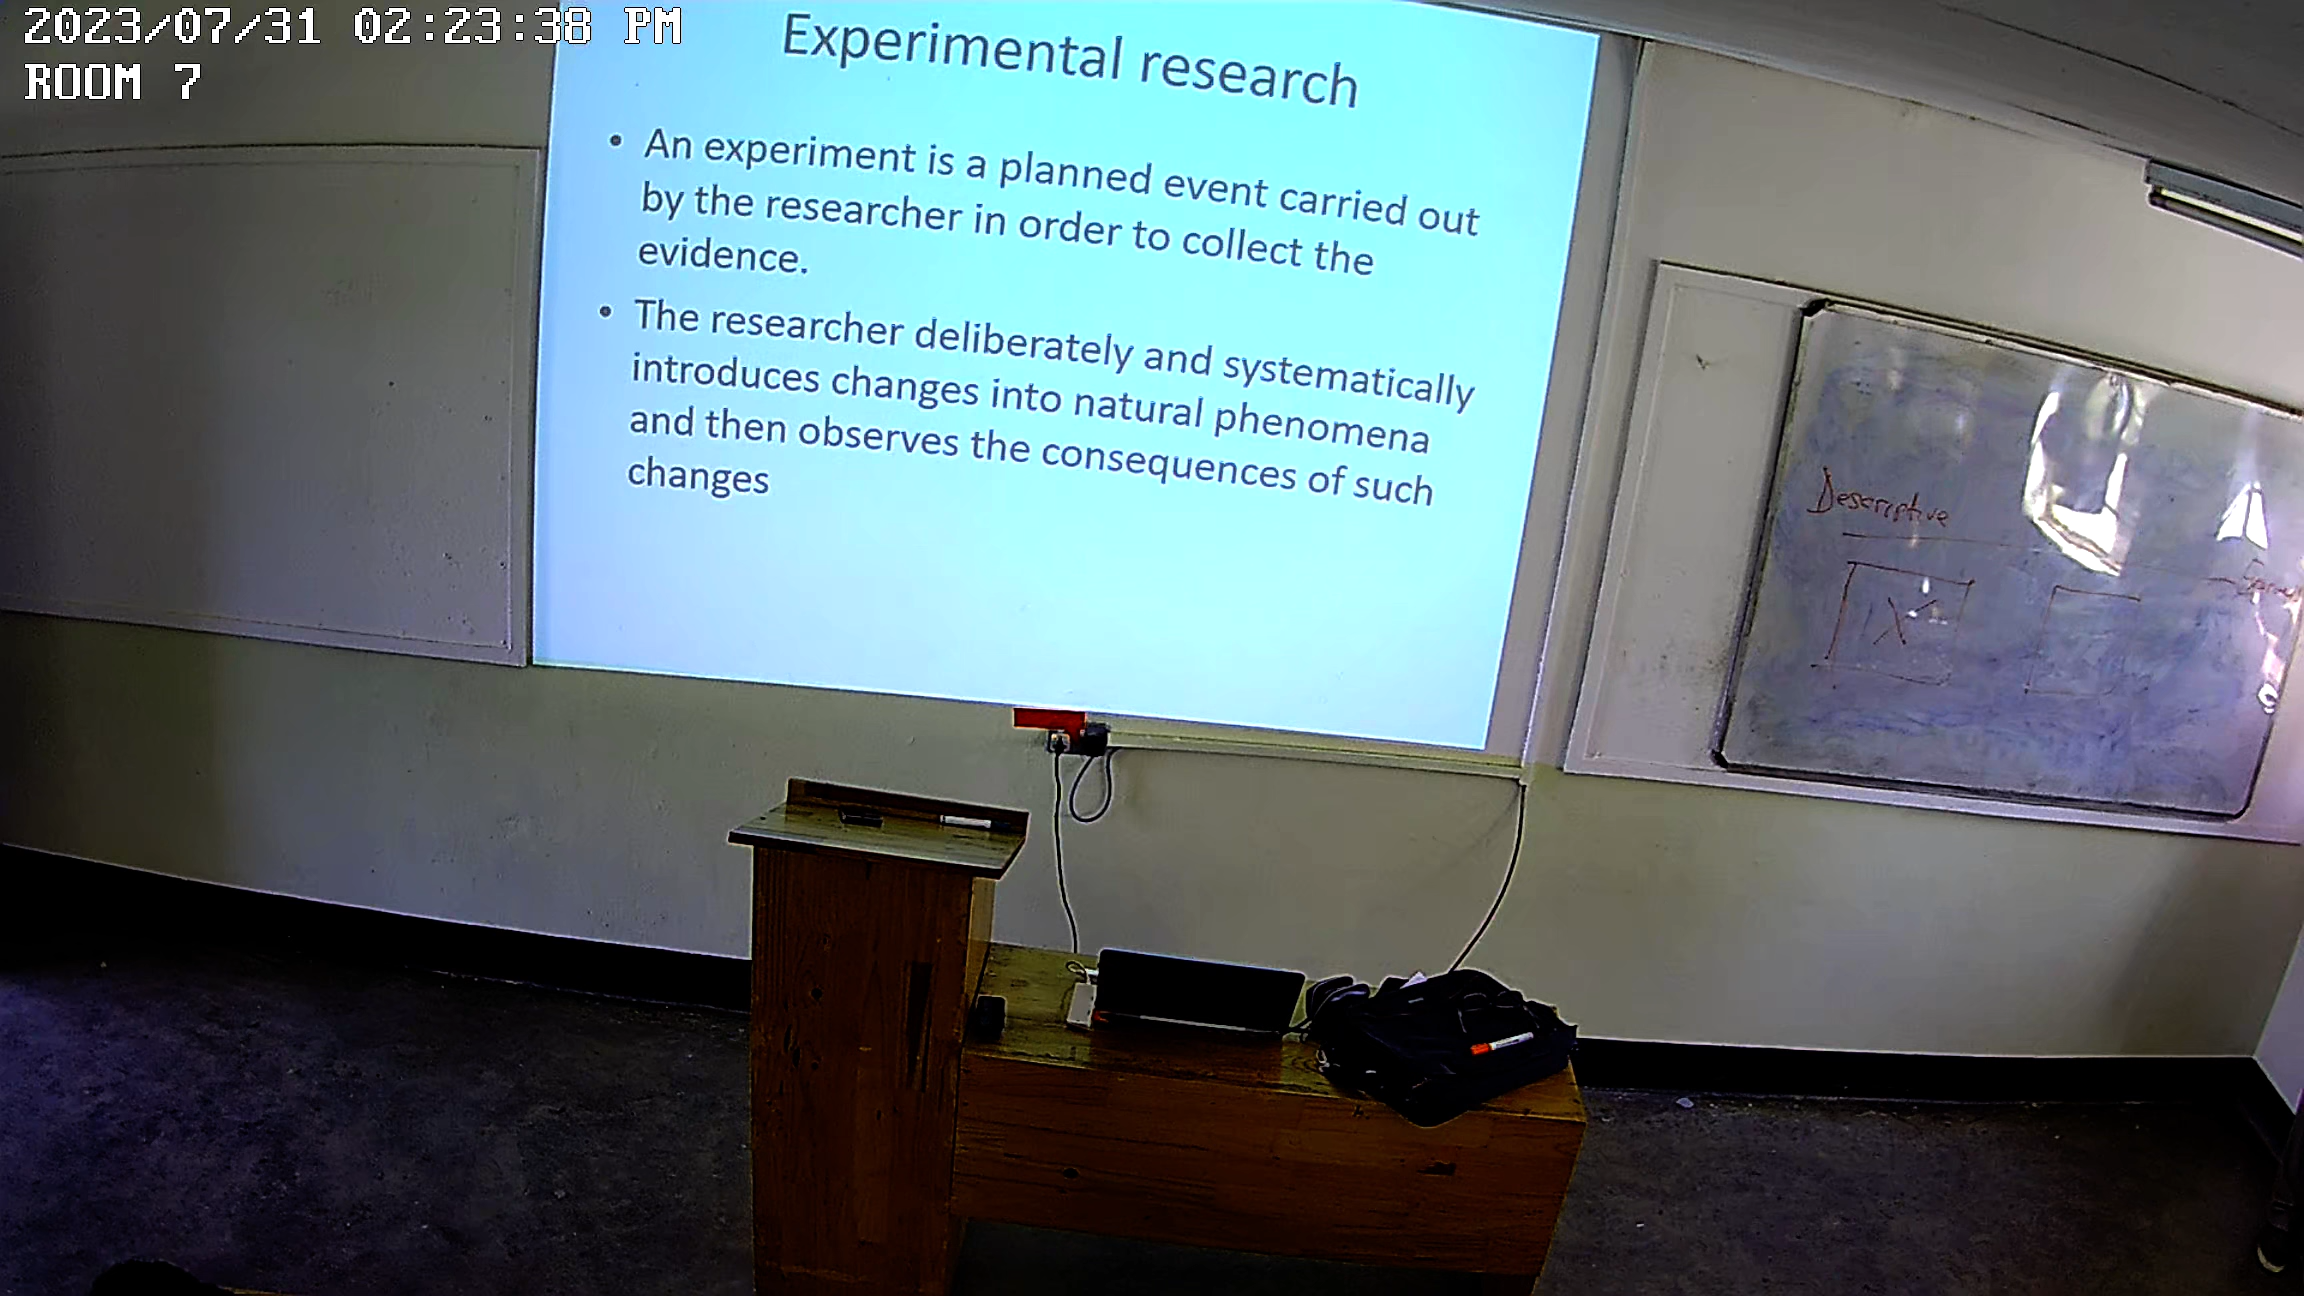 2023/07/31 02:23:38 PM
ROOM 7
Experimental research
• An experiment is a planned event carried out
by the researcher in order to collect the
evidence.
• The researcher deliberately and systematically
introduces changes into natural phenomena
and then observes the consequences of such
changes
Descriptive
X